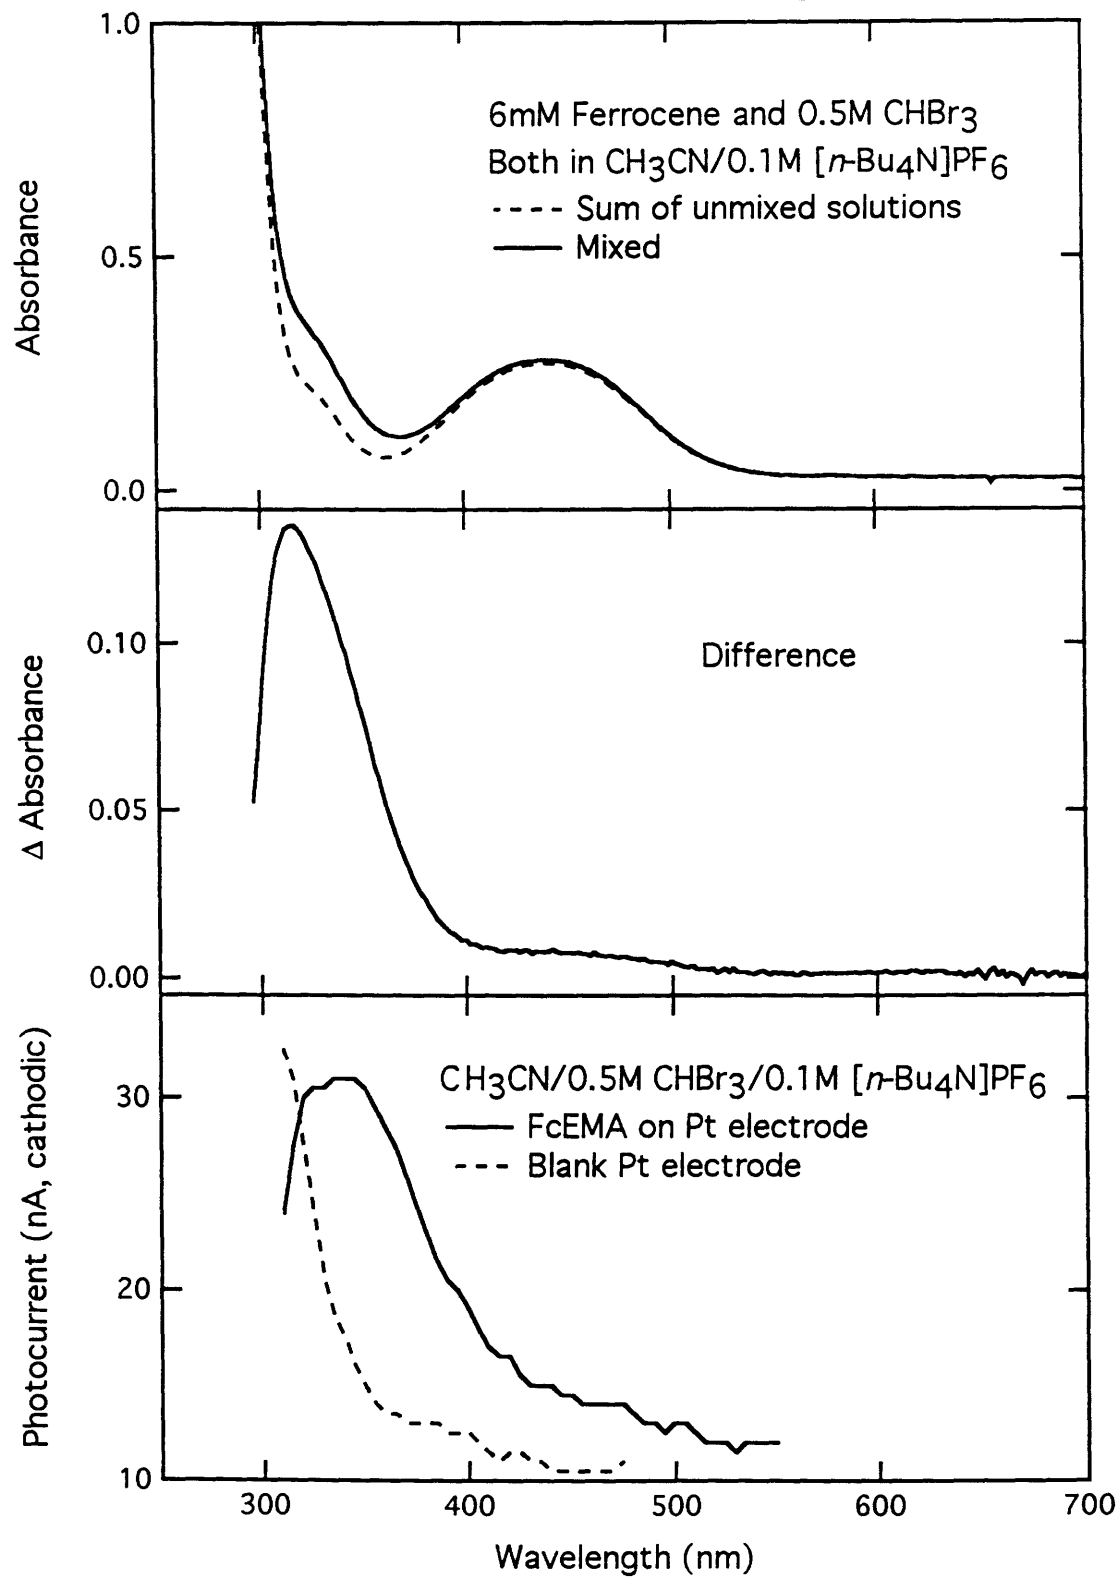 1.0
6mM Ferrocene and 0.5M CHBr3
Both in CH3CN/0.1M [n-Bu4N]PF6
Sum of unmixed solutions
Mixed
Absorbance
0.5
0.0
0.10
Difference
Δ Absorbance
0.05
0.00
CH3CN/0.5M CHBr3/0.1M [n-Bu4N]PF6
30
FcEMA on Pt electrode
Blank Pt electrode
Photocurrent (nA, cathodic)
20
10
300 400 500 600 700
Wavelength (nm)